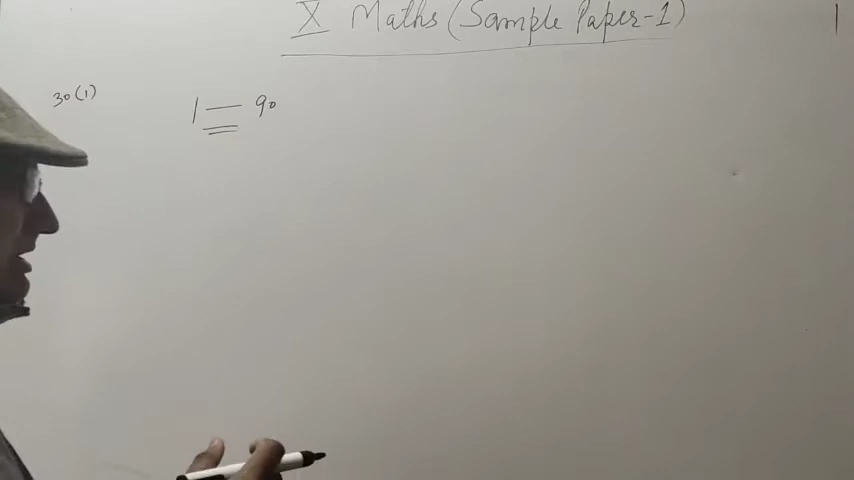 X Maths (Sample Paper-1)
30(1)
1 — 90